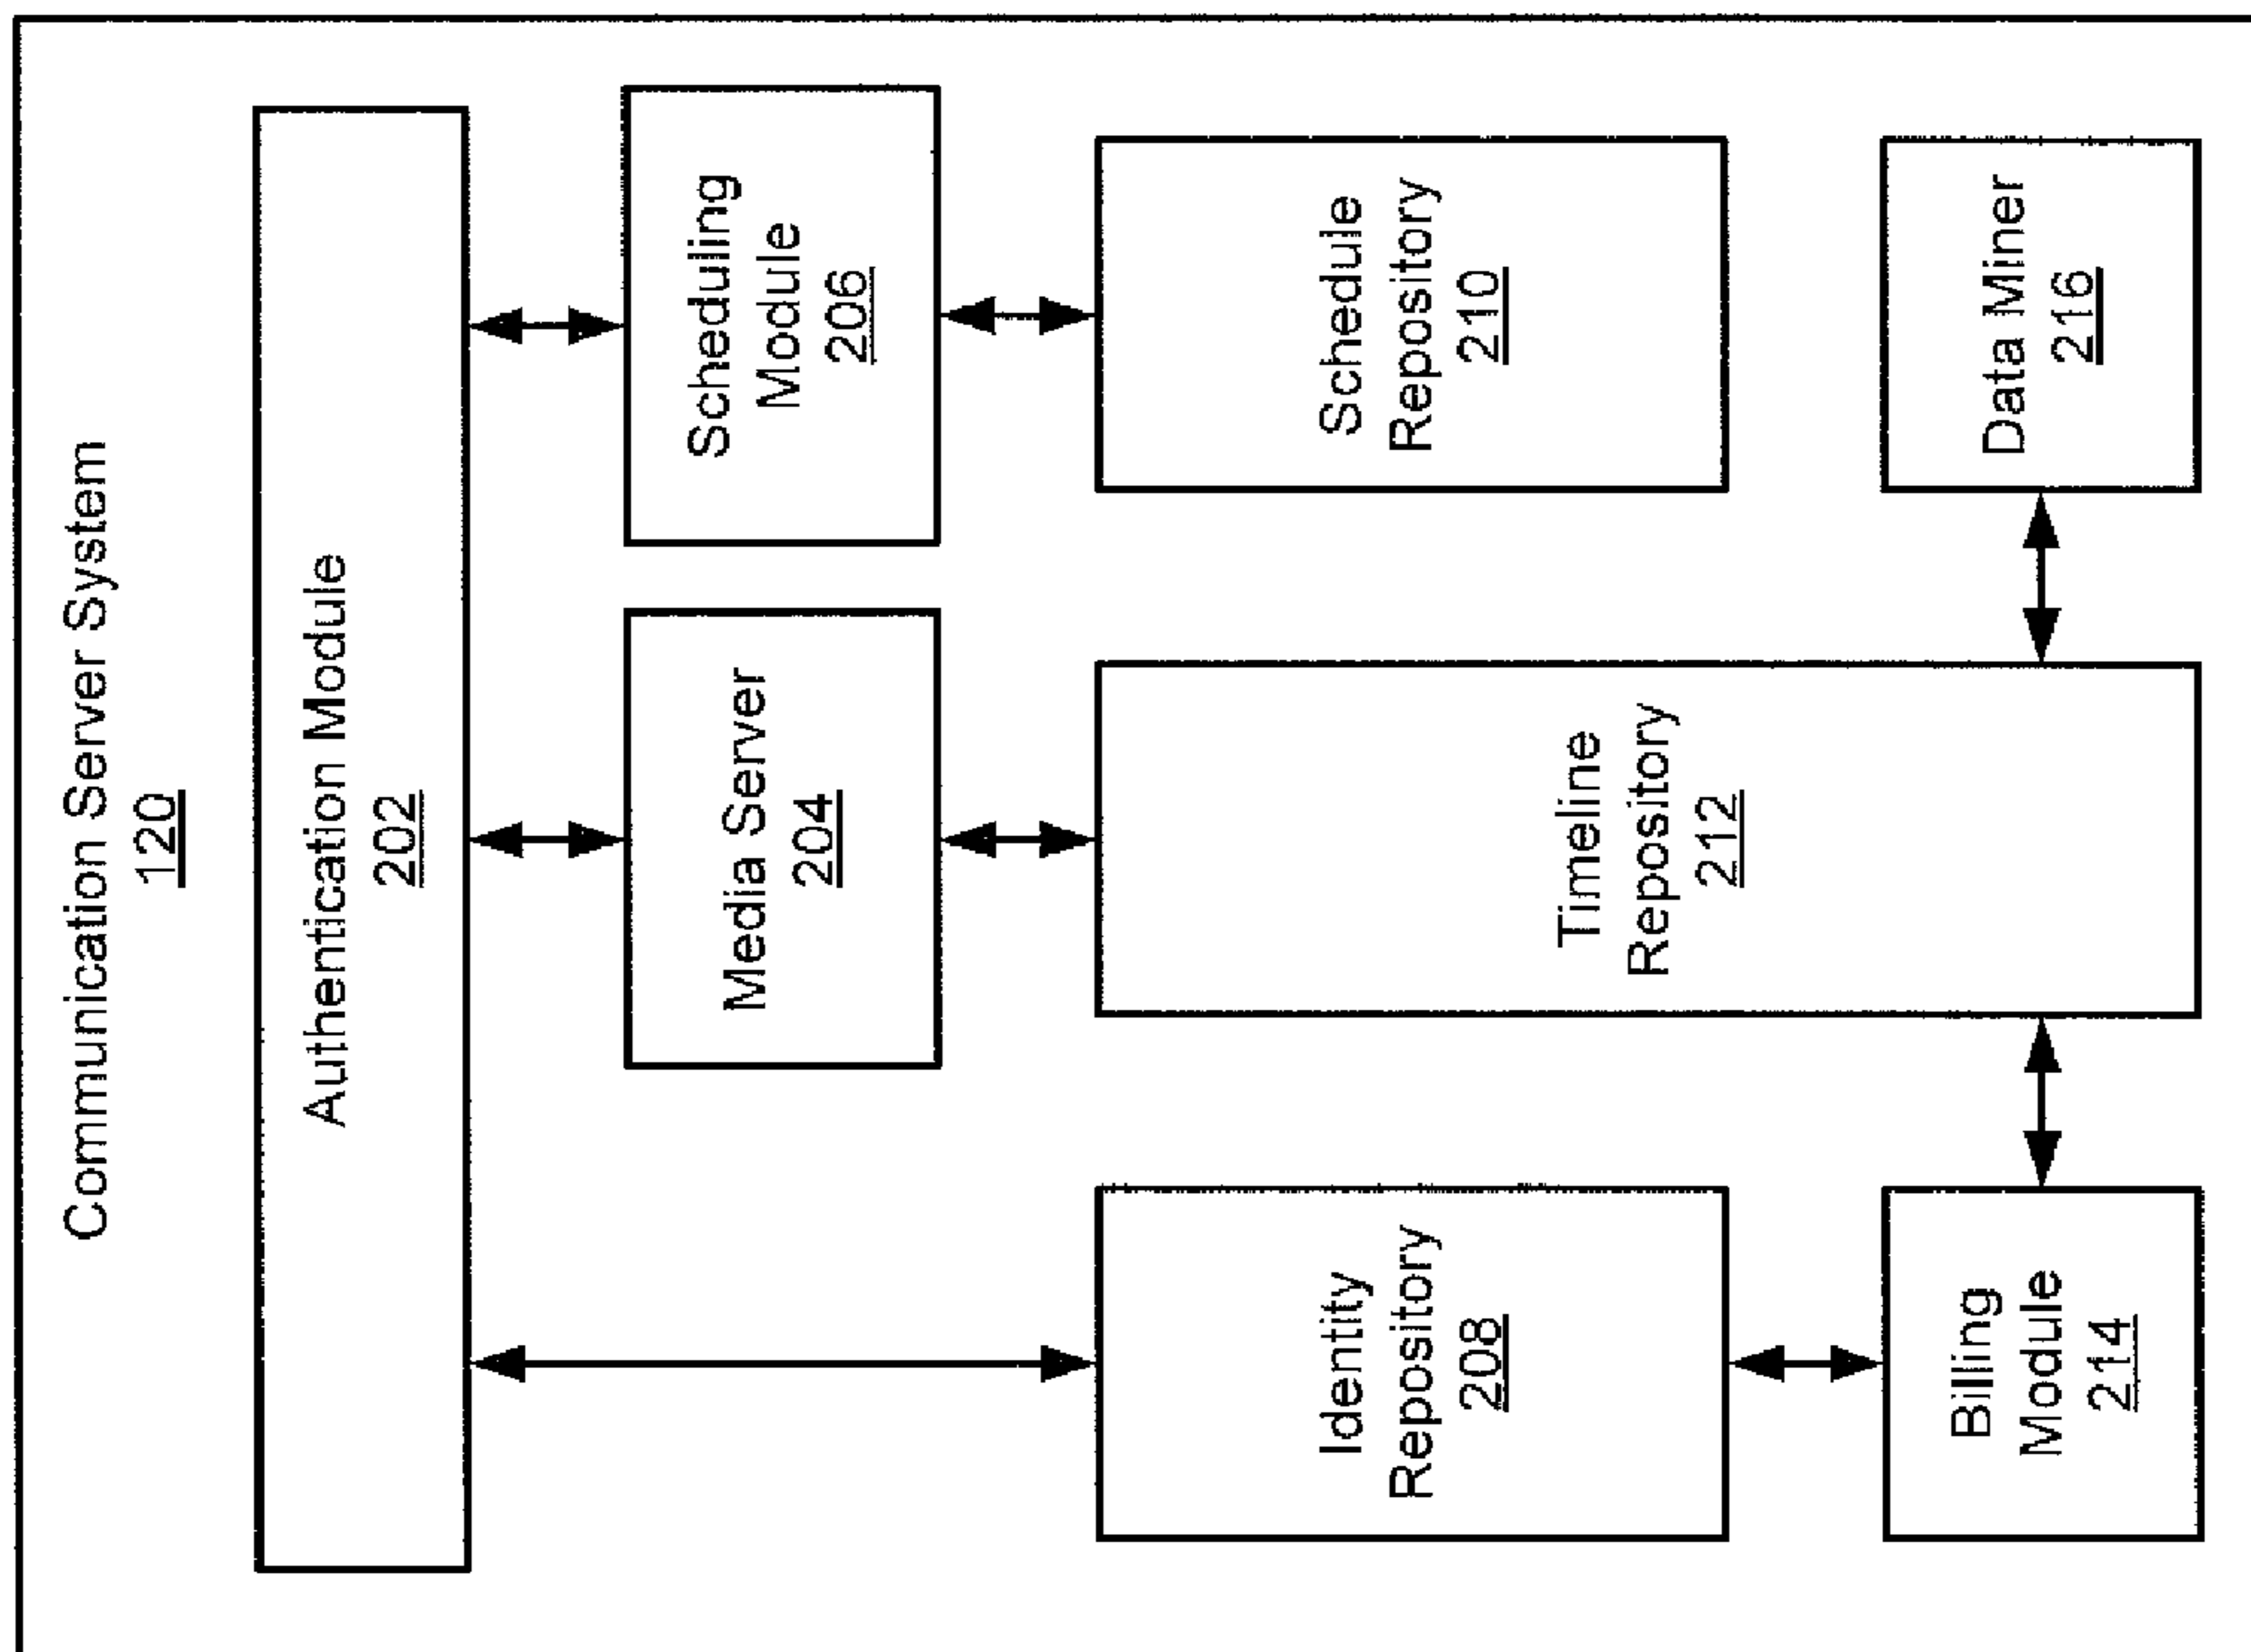 Communication Server System
120
Authentication Module
202
Media Server
204
Scheduling
Module
206
Identity
Repository
208
Timeline
Repository
212
Schedule
Repository
210
Billing
Module
214
Data Miner
216